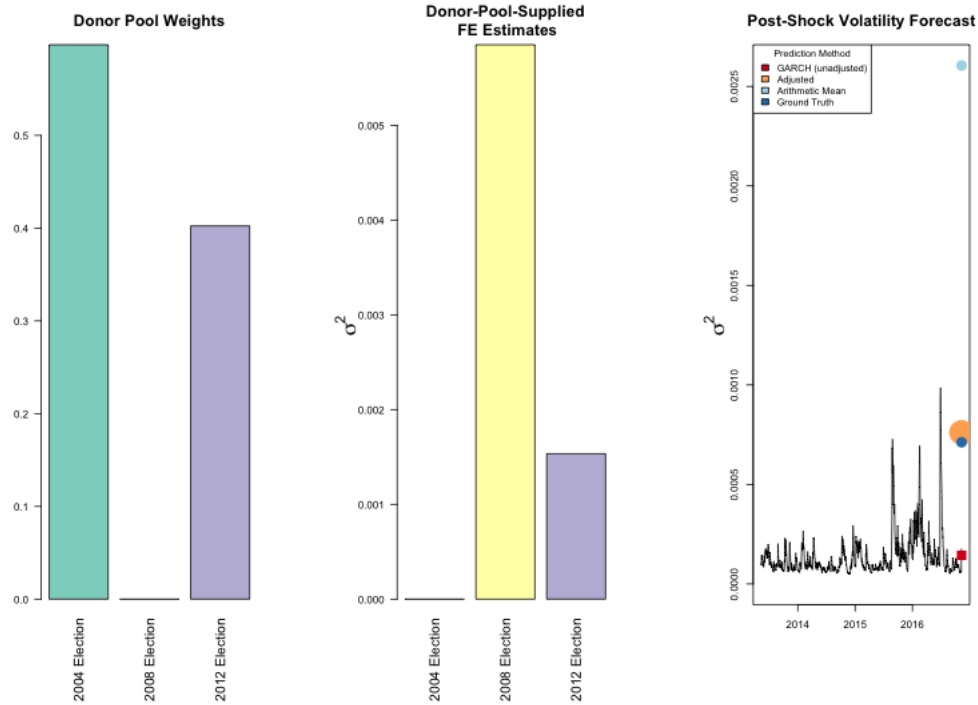 Donor Pool Weights
0.5
0.4
0.3
0.2
0.1
0.0
2004 Election
2008 Election
2012 Election
Donor-Pool-Supplied
FE Estimates
σ²
0.005
0.004
0.003
0.002
0.001
0.000
2004 Election
2008 Election
2012 Election
Post-Shock Volatility Forecast
Prediction Method
GARCH (unadjusted)
Adjusted
Arithmetic Mean
Ground Truth
σ²
0.0025
0.0020
0.0015
0.0010
0.0005
0.0000
2014
2015
2016